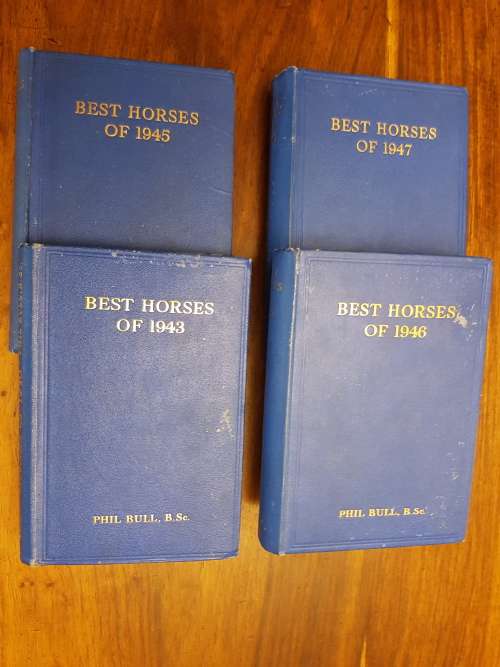 BEST HORSES
OF 1945
BEST HORSES
OF 1947
BEST HORSES
OF 1943
PHIL BULL, B.Sc.
BEST HORSES
OF 1946
PHIL BULL, B.Sc.